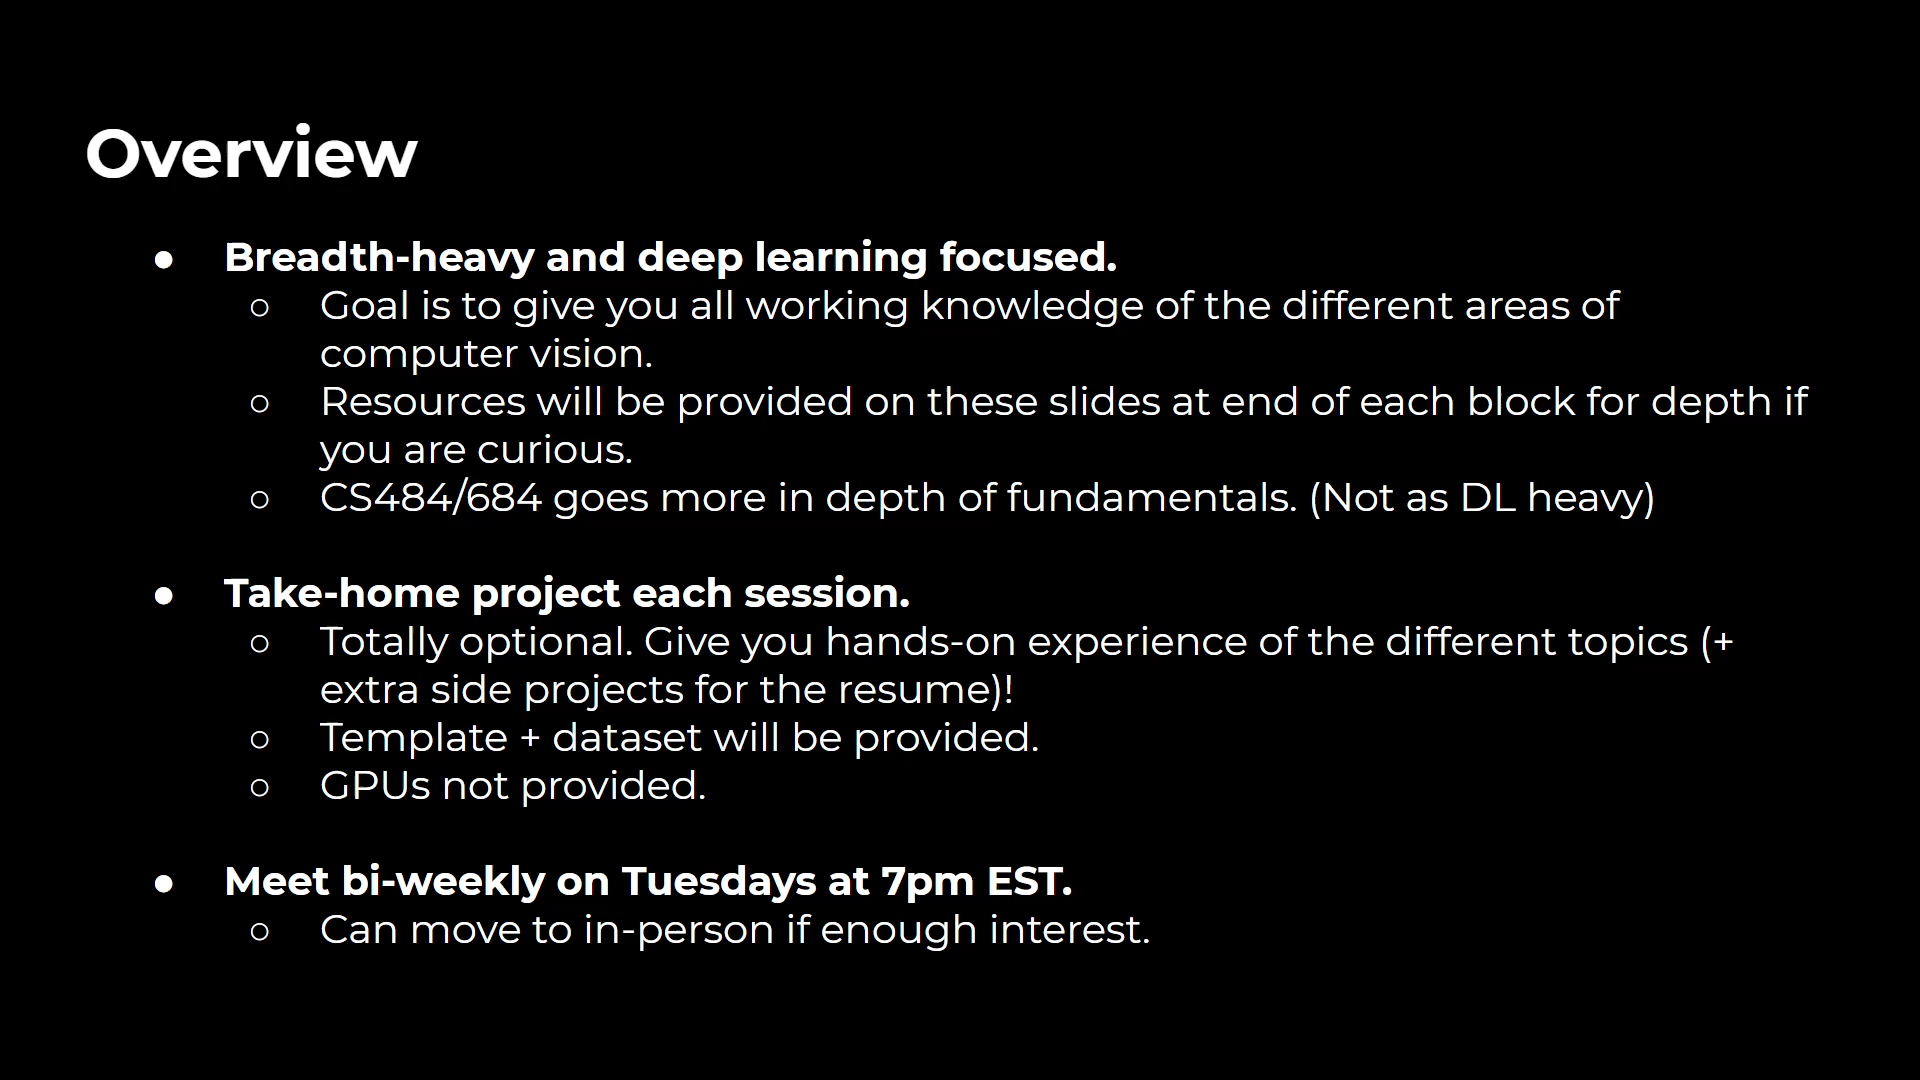 Overview
● Breadth-heavy and deep learning focused.
○ Goal is to give you all working knowledge of the different areas of
computer vision.
○ Resources will be provided on these slides at end of each block for depth if
you are curious.
○ CS484/684 goes more in depth of fundamentals. (Not as DL heavy)
● Take-home project each session.
○ Totally optional. Give you hands-on experience of the different topics (+
extra side projects for the resume)!
○ Template + dataset will be provided.
○ GPUs not provided.
● Meet bi-weekly on Tuesdays at 7pm EST.
○ Can move to in-person if enough interest.